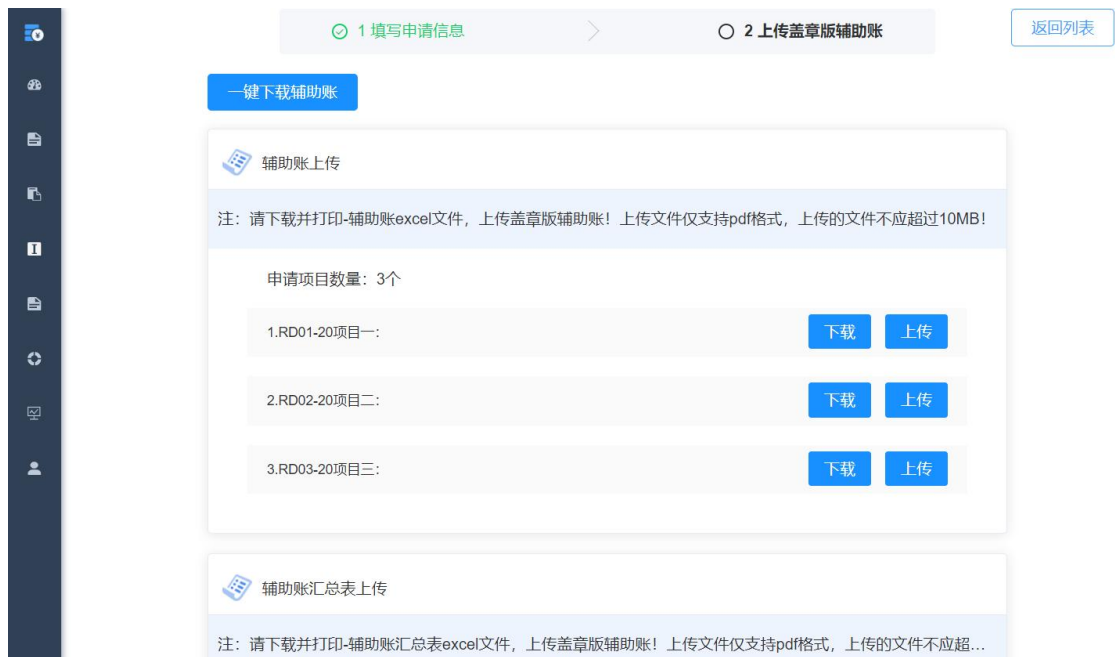 1 填写申请信息
2 上传盖章版辅助账
返回列表
一键下载辅助账
辅助账上传
注：请下载并打印-辅助账excel文件，上传盖章版辅助账！上传文件仅支持pdf格式，上传的文件不应超过10MB！
申请项目数量：3个
1.RD01-20项目一：
下载
上传
2.RD02-20项目二：
下载
上传
3.RD03-20项目三：
下载
上传
辅助账汇总表上传
注：请下载并打印-辅助账汇总表excel文件，上传盖章版辅助账！上传文件仅支持pdf格式，上传的文件不应超...